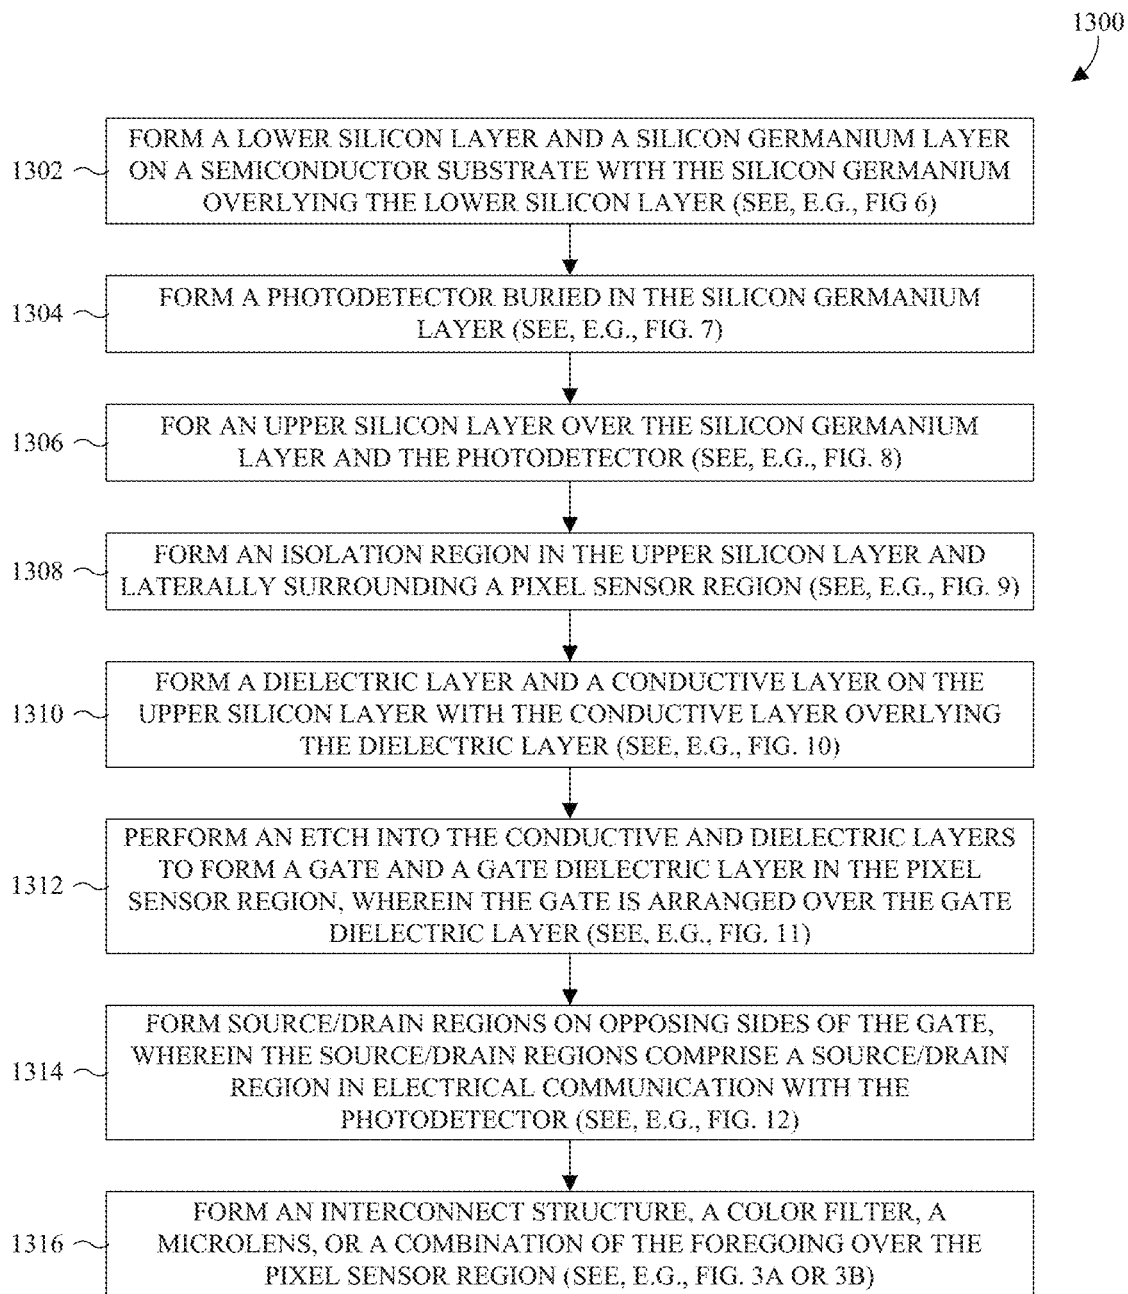 1300
1302
FORM A LOWER SILICON LAYER AND A SILICON GERMANIUM LAYER
ON A SEMICONDUCTOR SUBSTRATE WITH THE SILICON GERMANIUM
OVERLYING THE LOWER SILICON LAYER (SEE, E.G., FIG 6)
1304
FORM A PHOTODETECTOR BURIED IN THE SILICON GERMANIUM
LAYER (SEE, E.G., FIG. 7)
1306
FOR AN UPPER SILICON LAYER OVER THE SILICON GERMANIUM
LAYER AND THE PHOTODETECTOR (SEE, E.G., FIG. 8)
1308
FORM AN ISOLATION REGION IN THE UPPER SILICON LAYER AND
LATERALLY SURROUNDING A PIXEL SENSOR REGION (SEE, E.G., FIG. 9)
1310
FORM A DIELECTRIC LAYER AND A CONDUCTIVE LAYER ON THE
UPPER SILICON LAYER WITH THE CONDUCTIVE LAYER OVERLYING
THE DIELECTRIC LAYER (SEE, E.G., FIG. 10)
1312
PERFORM AN ETCH INTO THE CONDUCTIVE AND DIELECTRIC LAYERS
TO FORM A GATE AND A GATE DIELECTRIC LAYER IN THE PIXEL
SENSOR REGION, WHEREIN THE GATE IS ARRANGED OVER THE GATE
DIELECTRIC LAYER (SEE, E.G., FIG. 11)
1314
FORM SOURCE/DRAIN REGIONS ON OPPOSING SIDES OF THE GATE,
WHEREIN THE SOURCE/DRAIN REGIONS COMPRISE A SOURCE/DRAIN
REGION IN ELECTRICAL COMMUNICATION WITH THE
PHOTODETECTOR (SEE, E.G., FIG. 12)
1316
FORM AN INTERCONNECT STRUCTURE, A COLOR FILTER, A
MICROLENS, OR A COMBINATION OF THE FOREGOING OVER THE
PIXEL SENSOR REGION (SEE, E.G., FIG. 3A OR 3B)